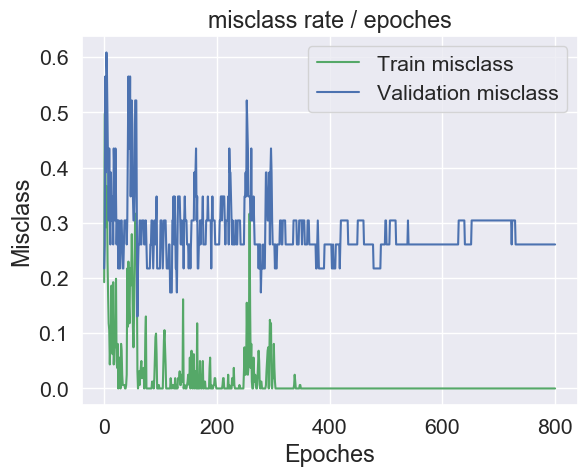 misclass rate / epoches
Train misclass
Validation misclass
0.6
0.5
0.4
0.3
0.2
0.1
0.0
Misclass
0 200 400 600 800
Epoches